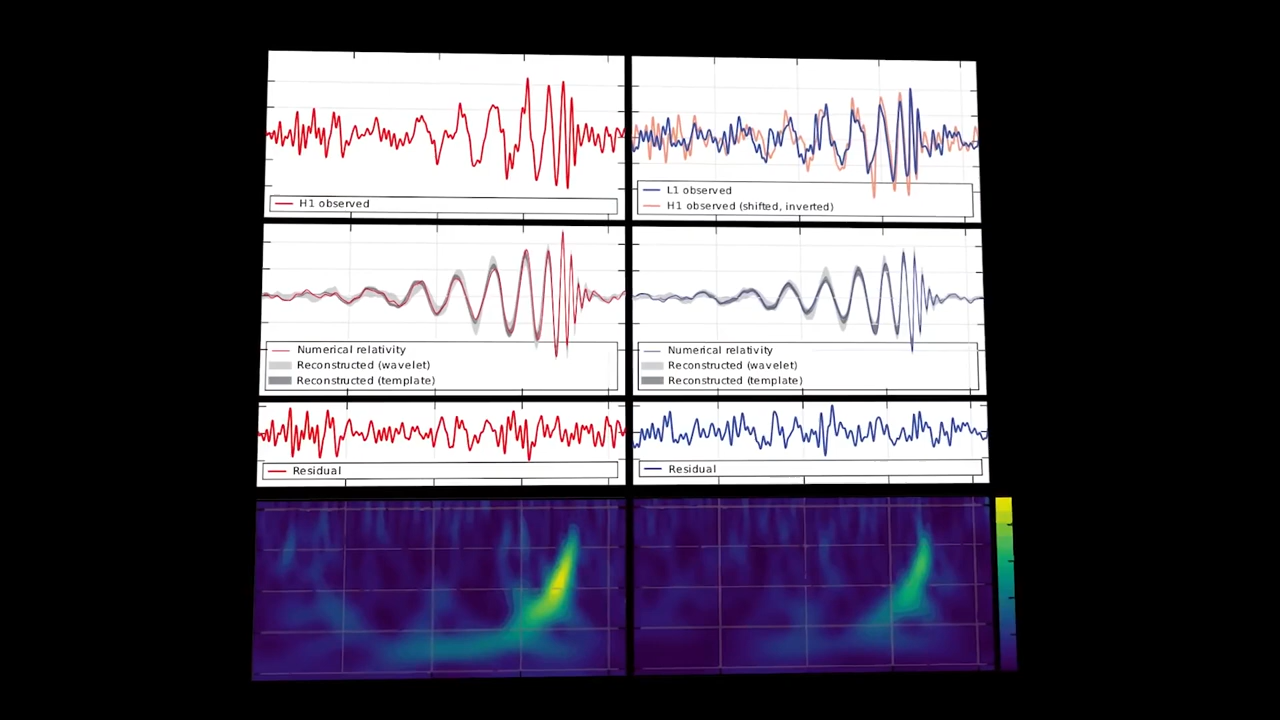 H1 observed
L1 observed
H1 observed (shifted, inverted)
Numerical relativity
Reconstructed (wavelet)
Reconstructed (template)
Numerical relativity
Reconstructed (wavelet)
Reconstructed (template)
Residual
Residual